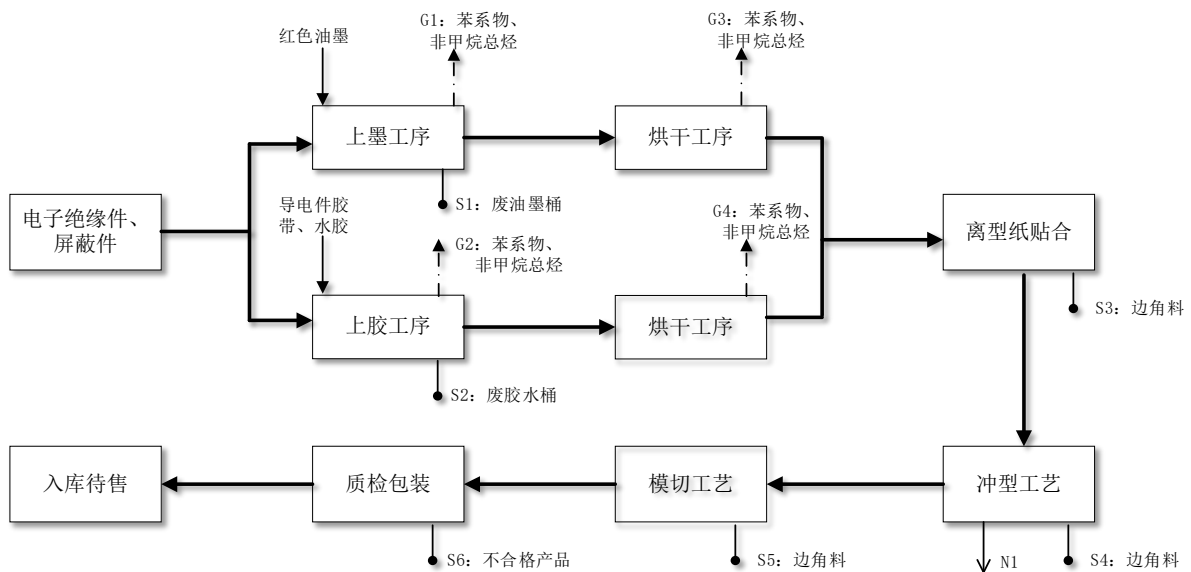 红色油墨
G1：苯系物、
非甲烷总烃
G3：苯系物、
非甲烷总烃
上墨工序
烘干工序
S1：废油墨桶
电子绝缘件、
屏蔽件
导电件胶
带、水胶
G2：苯系物、
非甲烷总烃
G4：苯系物、
非甲烷总烃
离型纸贴合
上胶工序
烘干工序
S3：边角料
S2：废胶水桶
入库待售
质检包装
模切工艺
冲型工艺
S6：不合格产品
S5：边角料
N1
S4：边角料